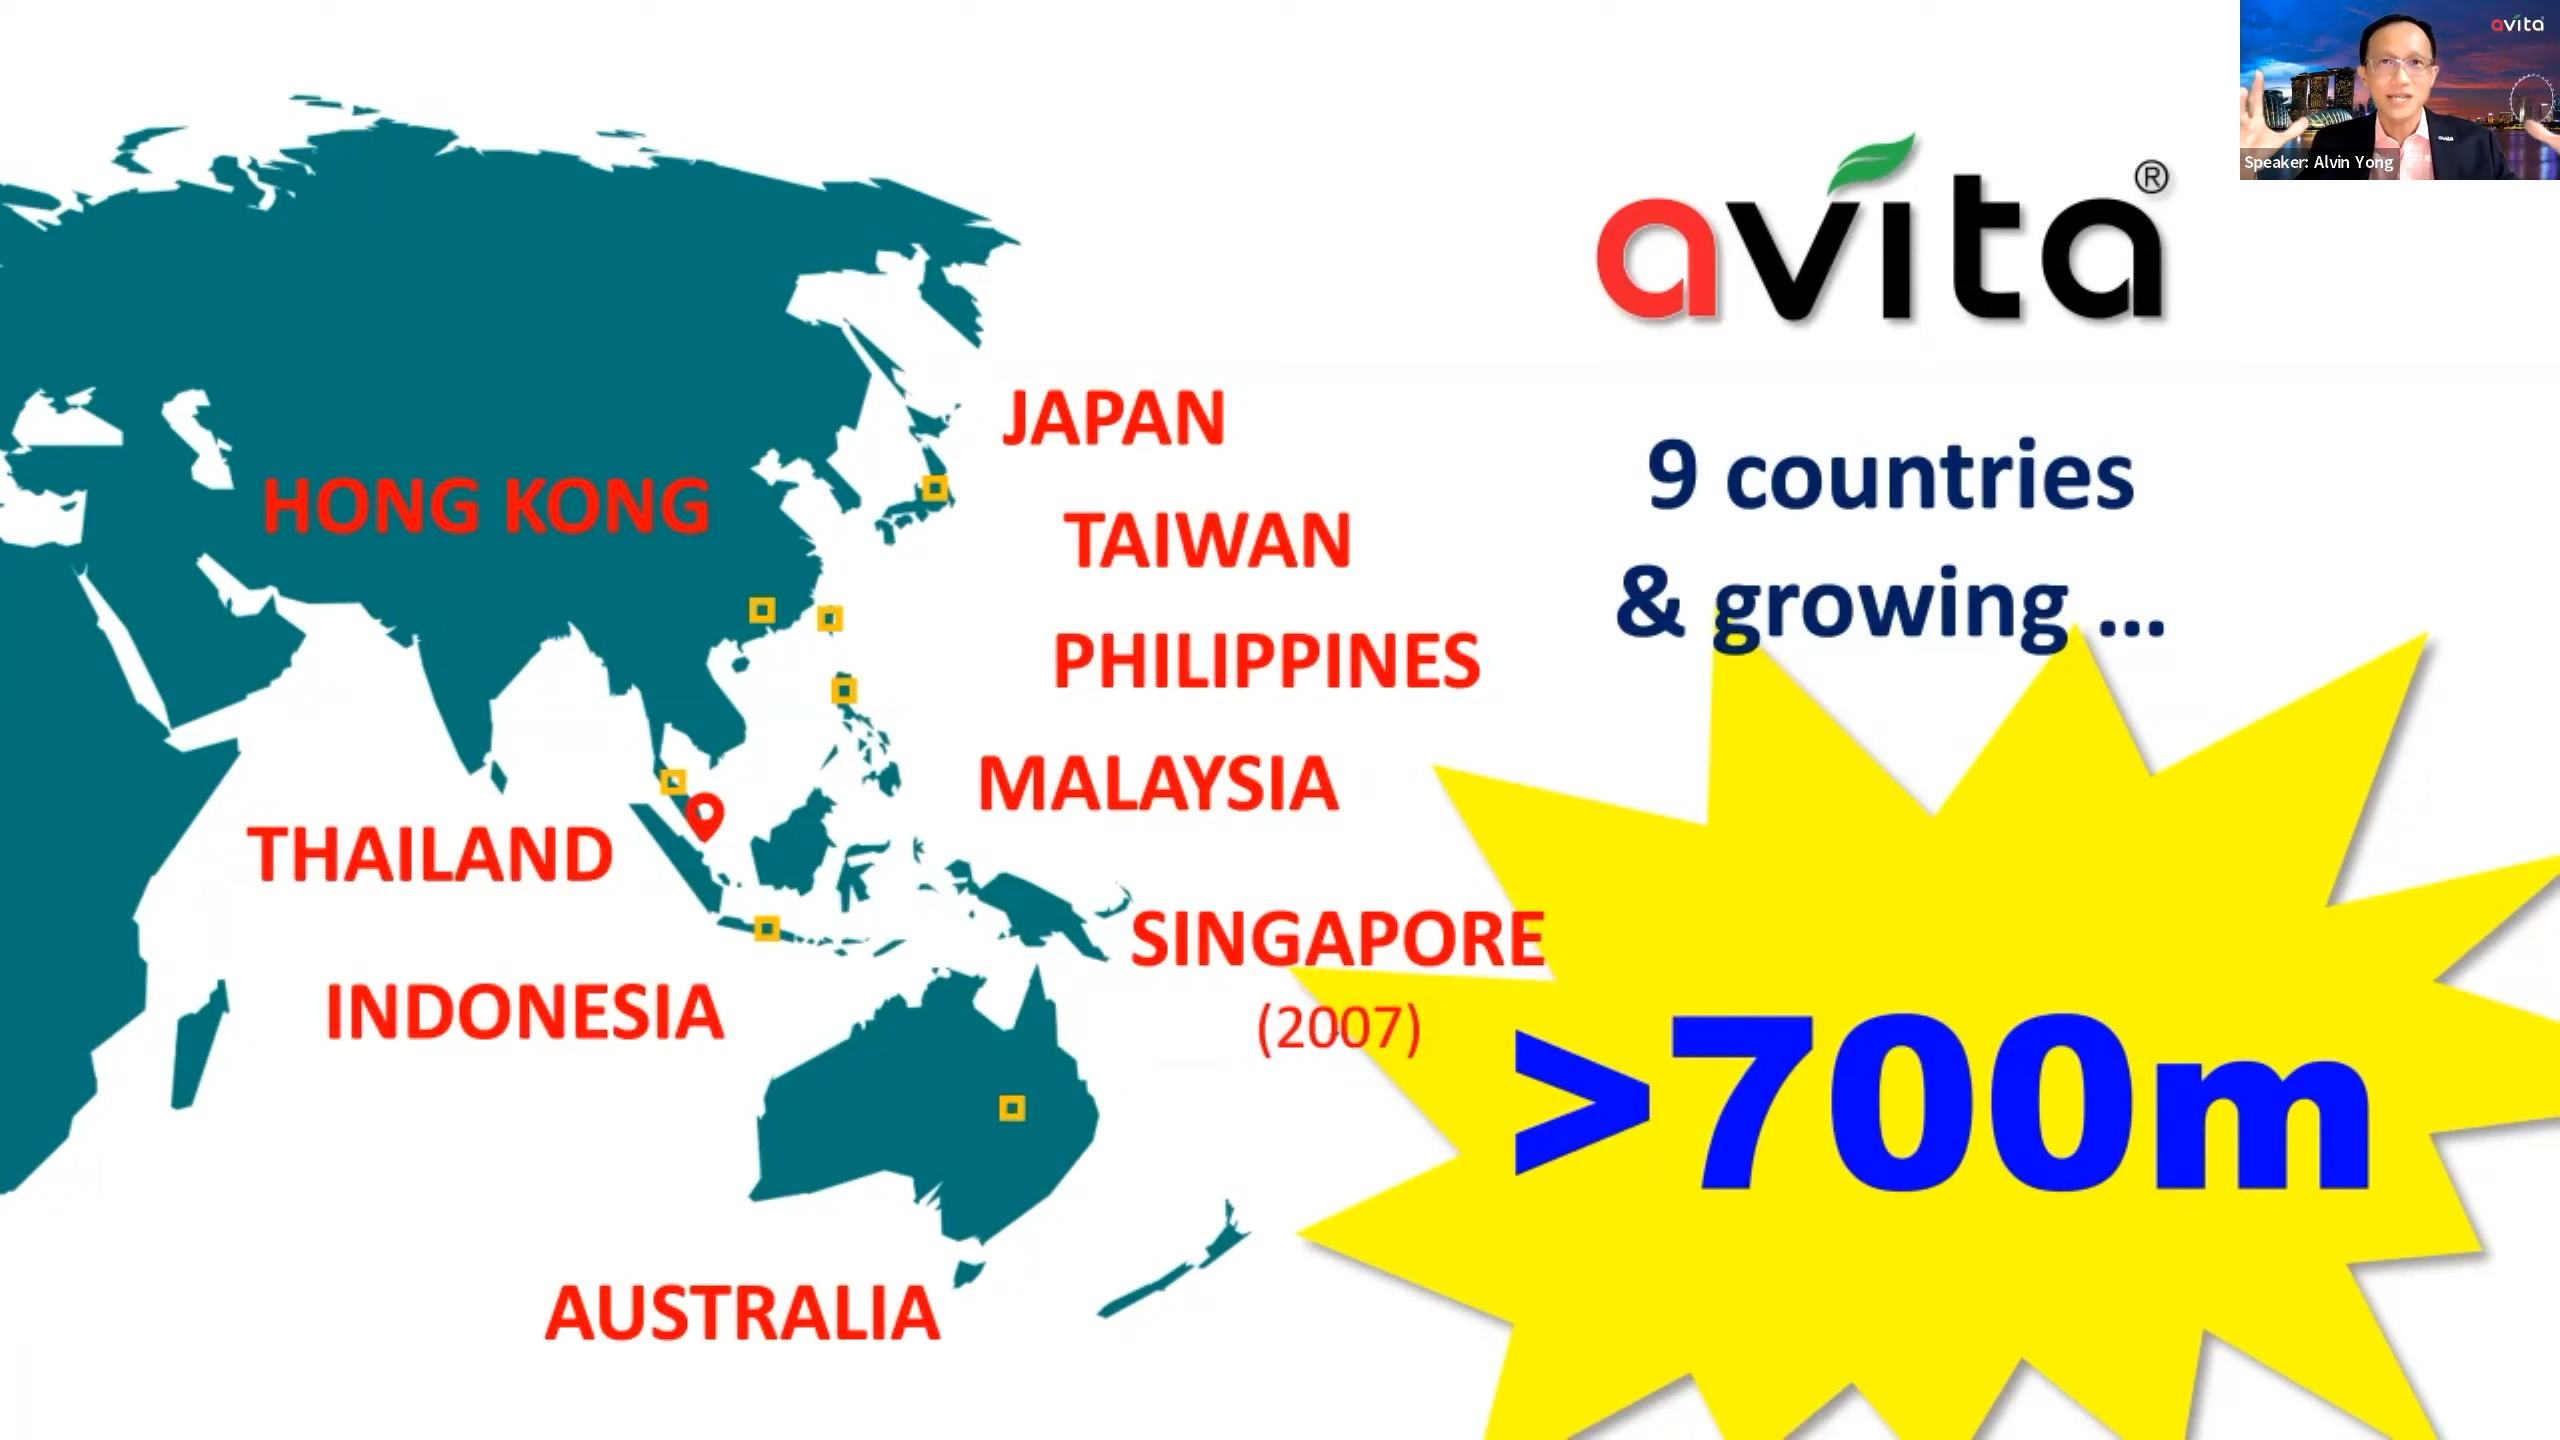 avita
Speaker: Alvin Yong
avita®
JAPAN
HONG KONG
TAIWAN
PHILIPPINES
MALAYSIA
THAILAND
SINGAPORE
(2007)
INDONESIA
AUSTRALIA
9 countries
& growing ...
>700m